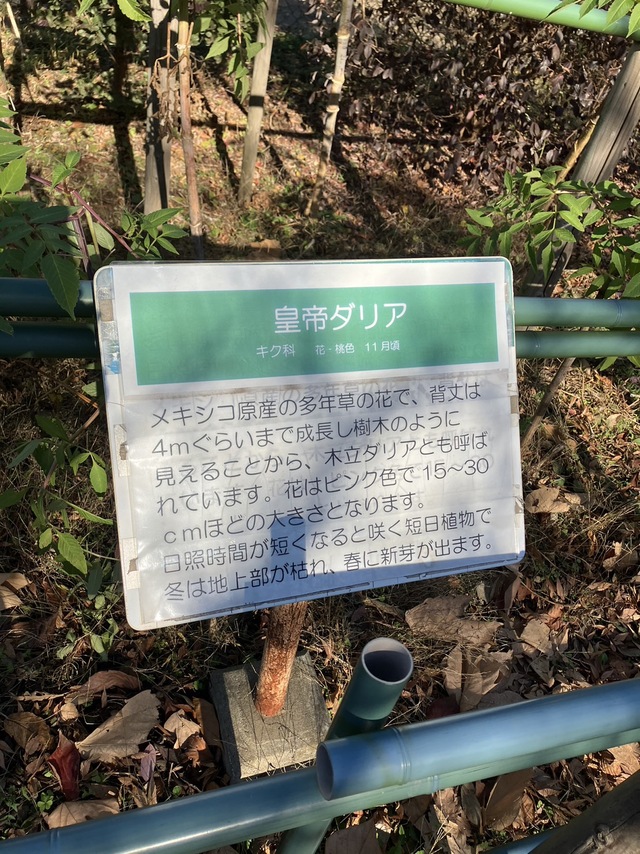 皇帝ダリア
キク科　花－桃色　11月頃
メキシコ原産の多年草の花で、背丈は
4mぐらいまで成長し樹木のように
見えることから、木立ダリアとも呼ば
れています。花はピンク色で15～30
cmほどの大きさとなります。
日照時間が短くなると咲く短日植物で
冬は地上部が枯れ、春に新芽が出ます。